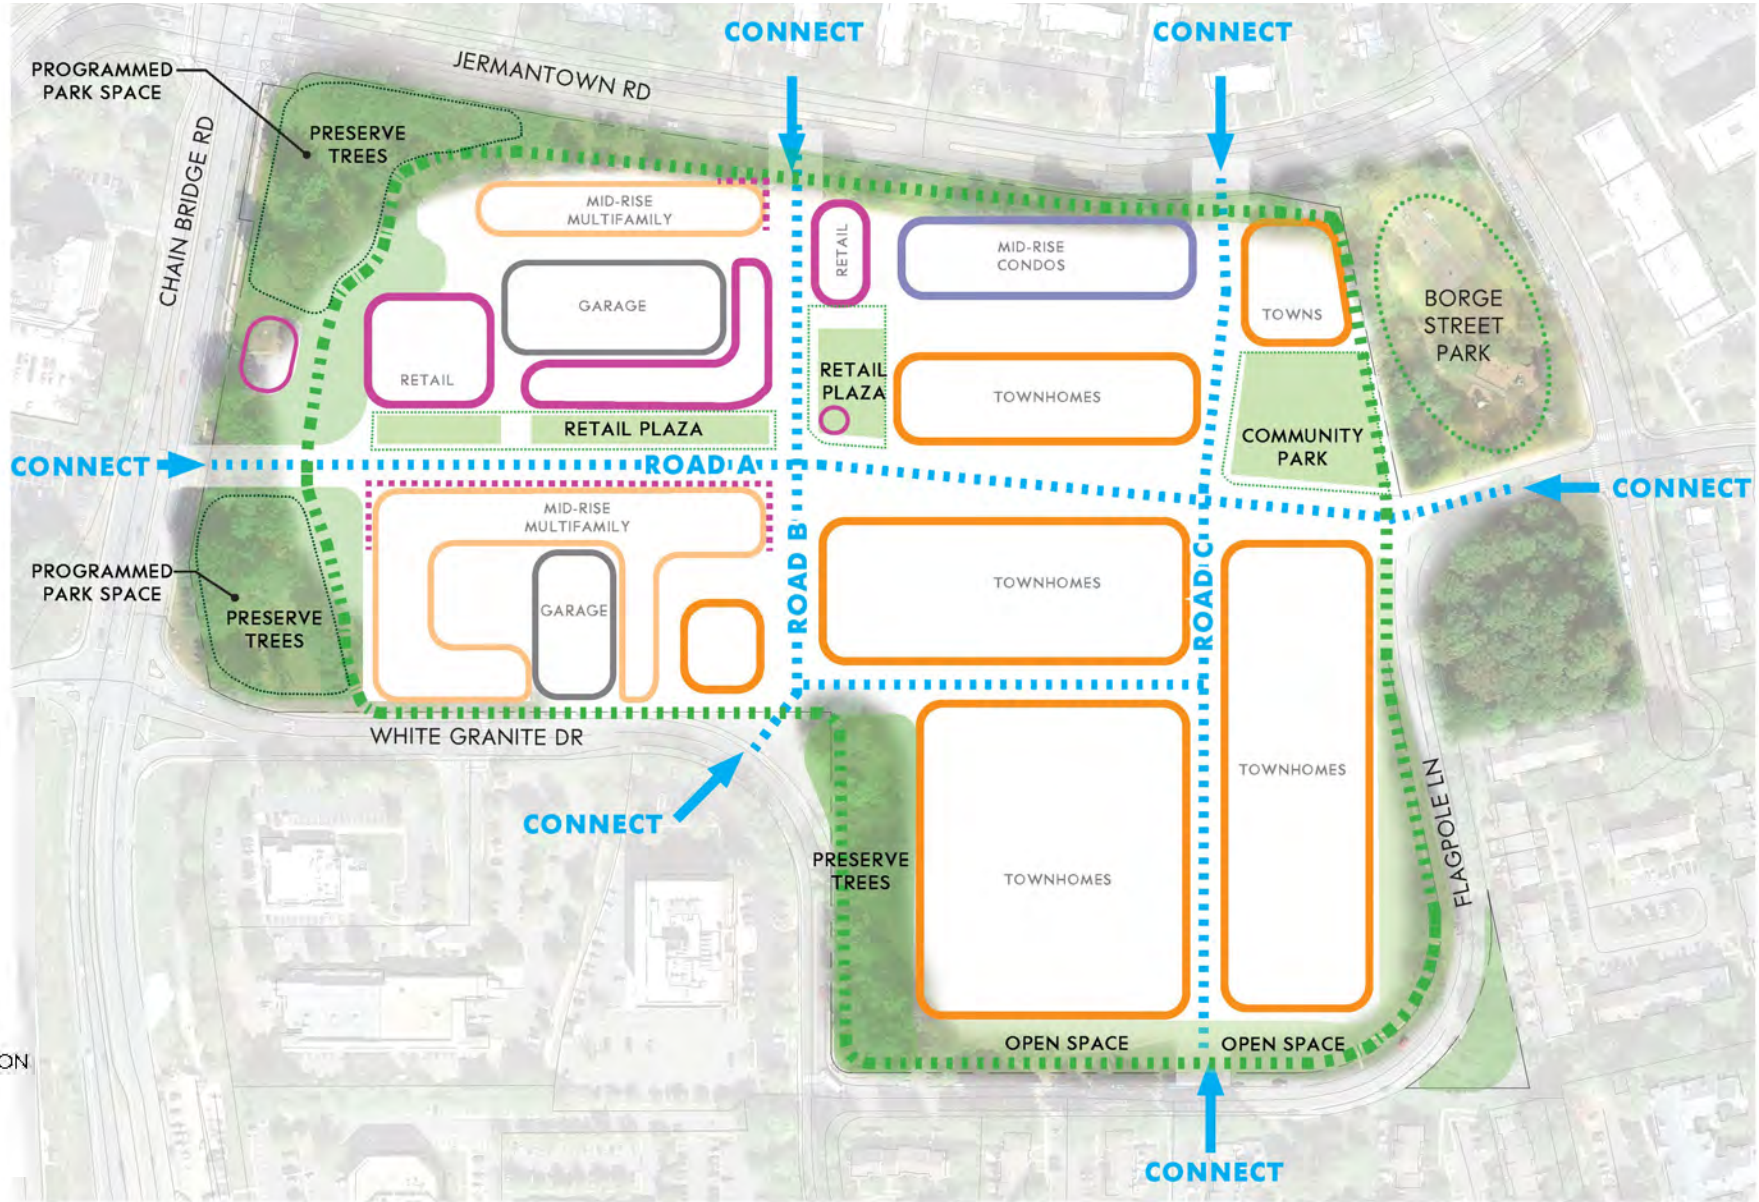 CONNECT
CONNECT
JERMANTOWN RD
PROGRAMMED
PARK SPACE
PRESERVE
TREES
CHAIN BRIDGE RD
MID-RISE
MULTIFAMILY
RETAIL
MID-RISE
CONDOS
GARAGE
TOWNS
BORGE
STREET
PARK
RETAIL
RETAIL
PLAZA
TOWNHOMES
RETAIL PLAZA
COMMUNITY
PARK
CONNECT
ROAD A
CONNECT
MID-RISE
MULTIFAMILY
ROAD B
ROAD C
PROGRAMMED
PARK SPACE
PRESERVE
TREES
GARAGE
TOWNHOMES
WHITE GRANITE DR
TOWNHOMES
CONNECT
FLAGPOLE LN
PRESERVE
TREES
TOWNHOMES
OPEN SPACE
OPEN SPACE
ON
CONNECT